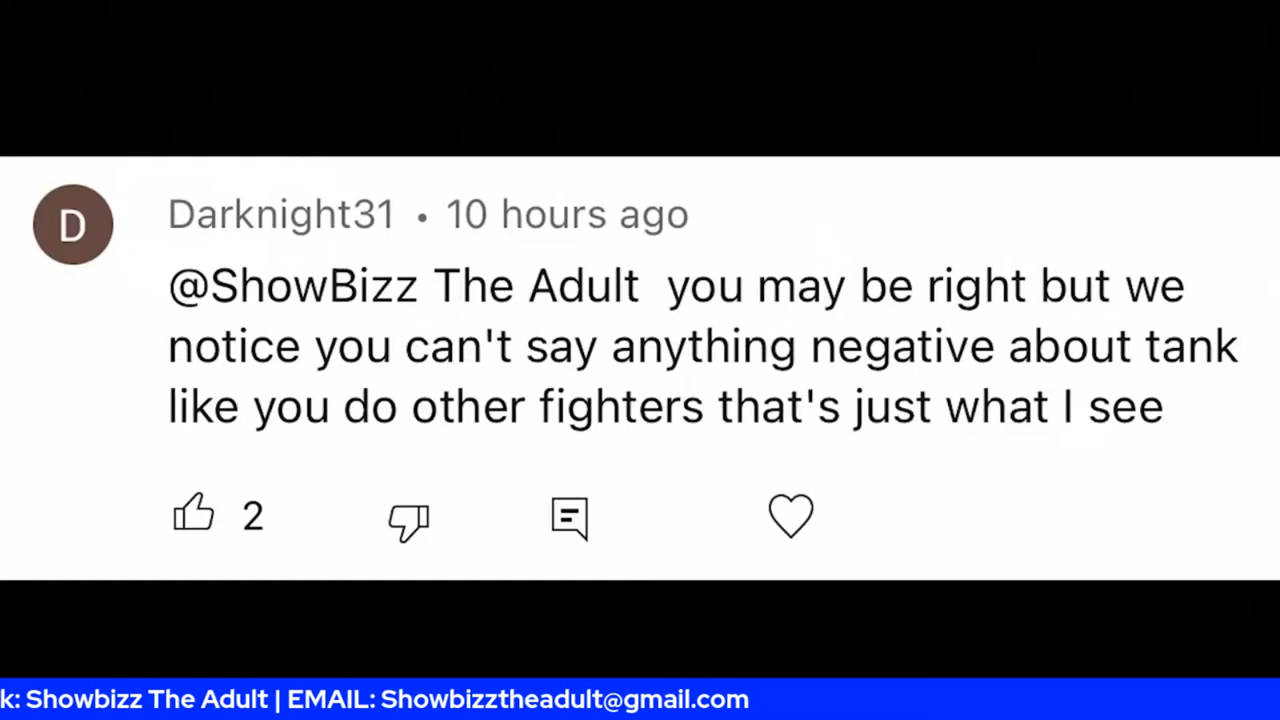 D
Darknight31 • 10 hours ago
@ShowBizz The Adult you may be right but we
notice you can't say anything negative about tank
like you do other fighters that's just what I see
2
k: Showbizz The Adult | EMAIL: Showbizztheadult@gmail.com